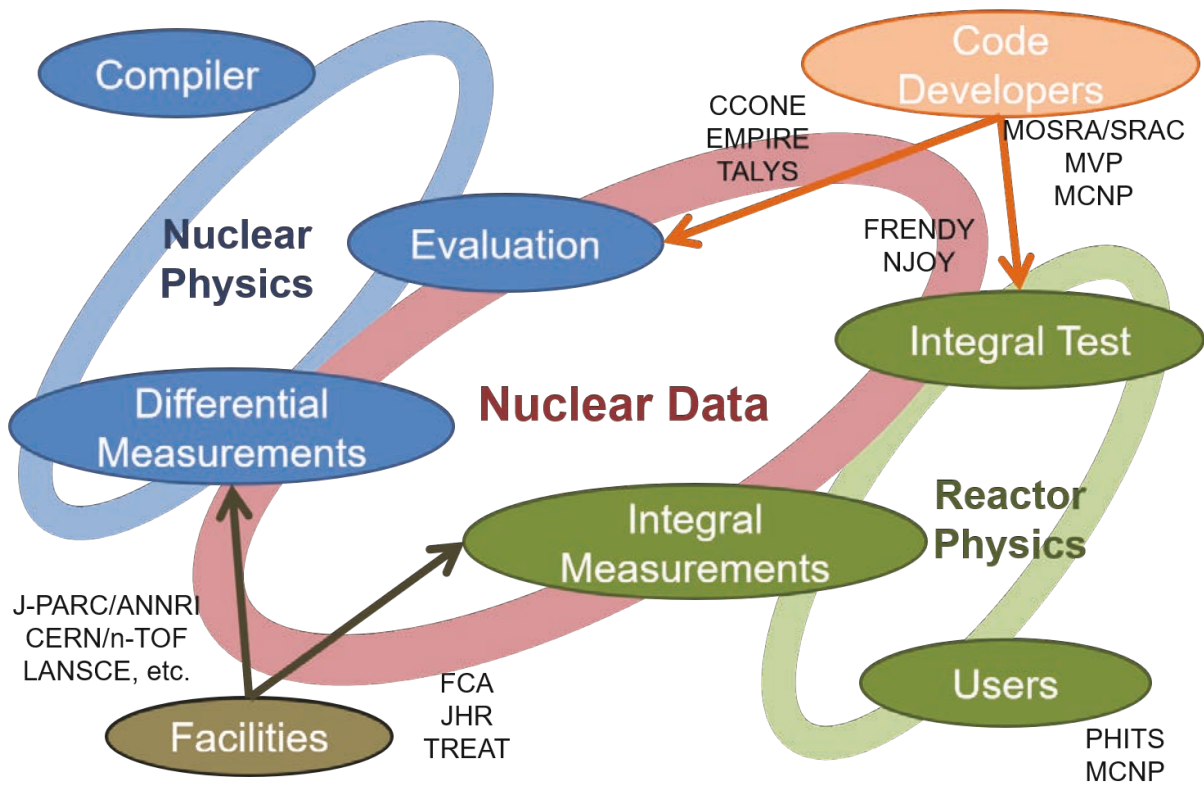 Compiler
Code
Developers
CCONE
EMPIRE
TALYS
MOSRA/SRAC
MVP
MCNP
Nuclear
Physics
Evaluation
FRENDY
NJOY
Integral Test
Differential
Measurements
Nuclear Data
Integral
Measurements
Reactor
Physics
J-PARC/ANNRI
CERN/n-TOF
LANSCE, etc.
Facilities
FCA
JHR
TREAT
Users
PHITS
MCNP